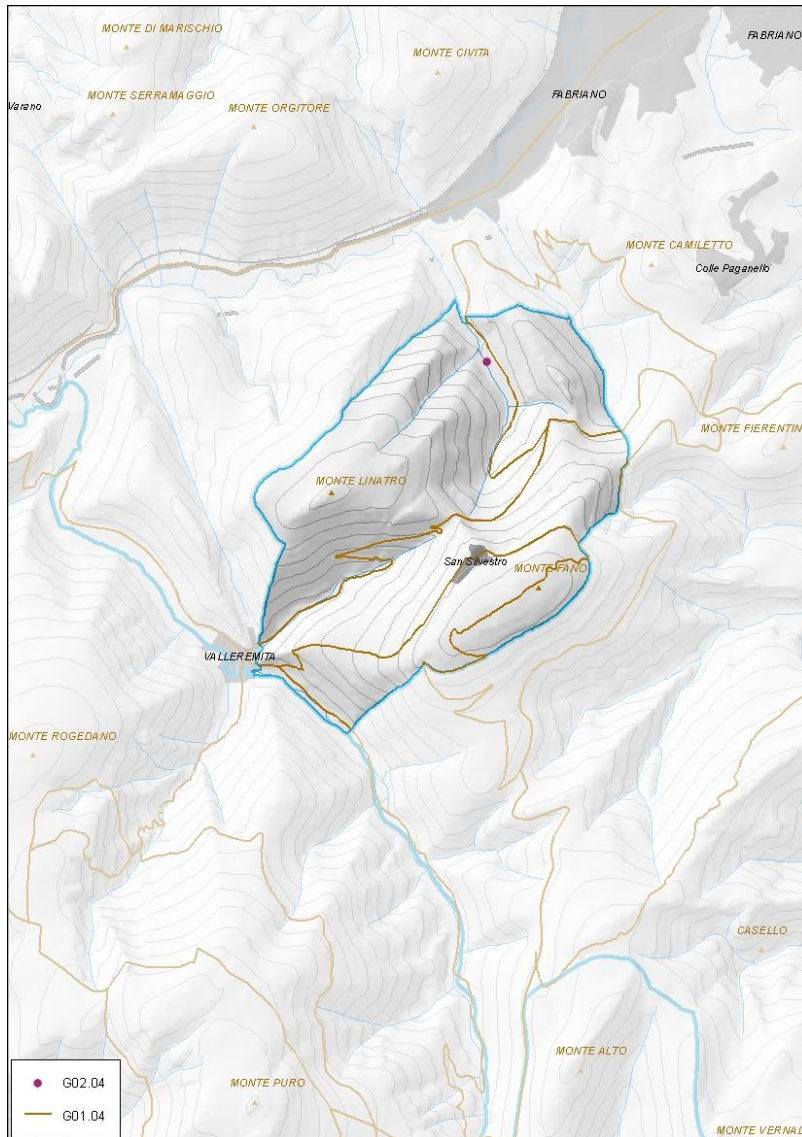 MONTE DI MARISCHIO
FABRIANO
MONTE CIVITA
MONTE SERRAMAGGIO
FABRIANO
Varano
MONTE ORGITORE
MONTE CAMILETTO
Colle Paganello
MONTE FIERENTIN
MONTE LINATRO
San Silvestro
MONTE FANO
VALLEREMITA
MONTE ROGEDANO
CASELLO
MONTE ALTO
MONTE PURO
G02.04
G01.04
MONTE VERNAL